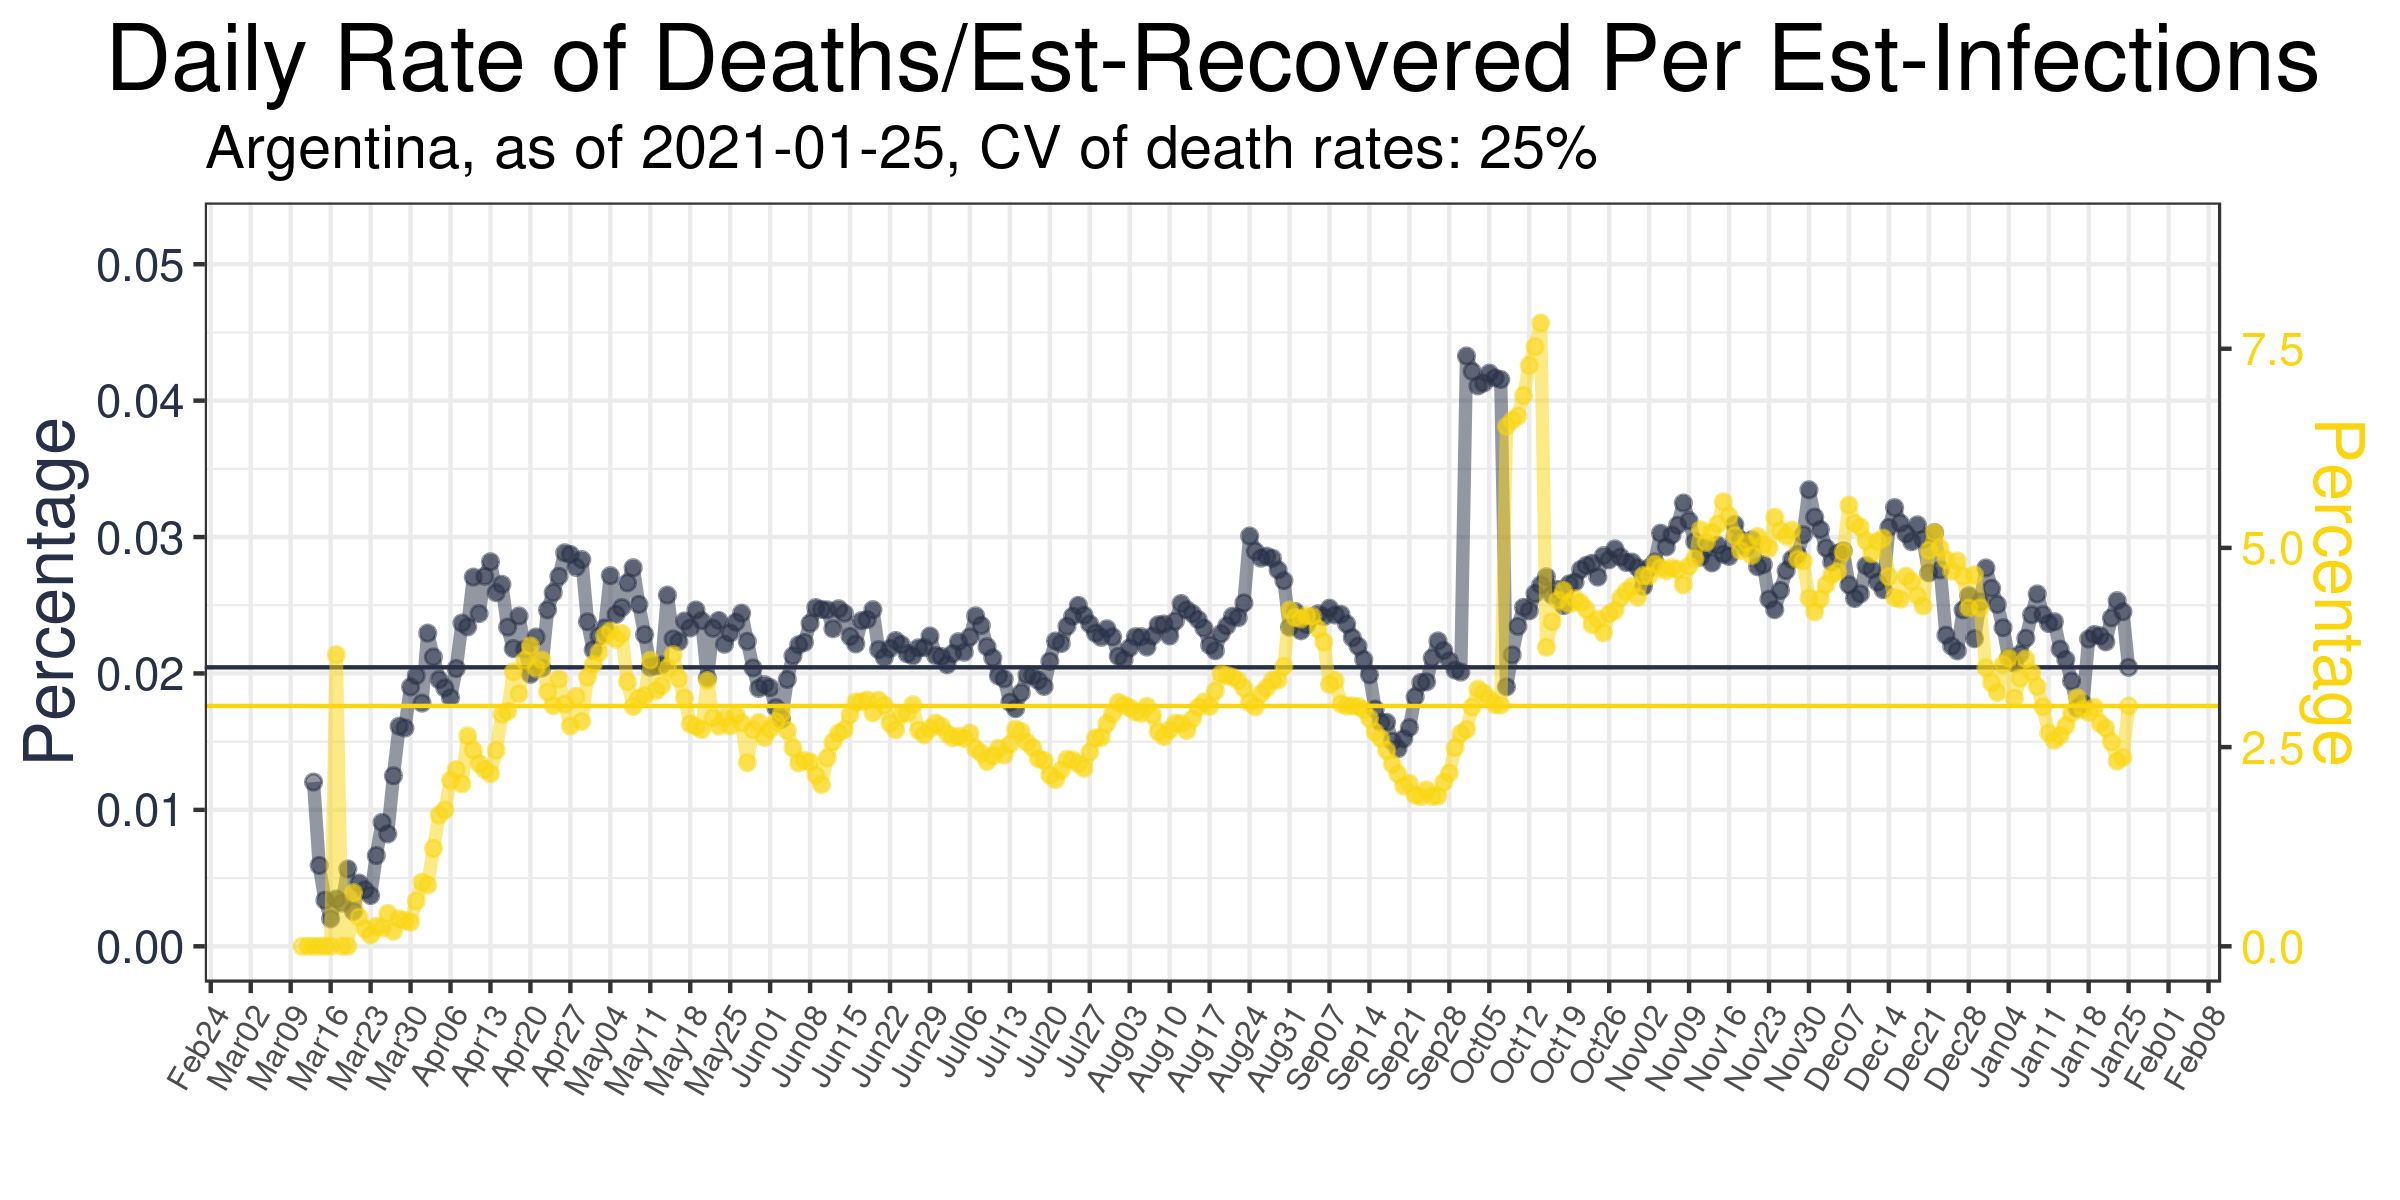 Daily Rate of Deaths/Est-Recovered Per Est-Infections
Argentina, as of 2021-01-25, CV of death rates: 25%
Percentage
0.05
0.04
0.03
0.02
0.01
0.00
7.5
5.0
2.5
0.0
Percentage
Feb24
Mar02
Mar09
Mar16
Mar23
Mar30
Apr06
Apr13
Apr20
Apr27
May04
May11
May18
May25
Jun01
Jun08
Jun15
Jun22
Jun29
Jul06
Jul13
Jul20
Jul27
Aug03
Aug10
Aug17
Aug24
Aug31
Sep07
Sep14
Sep21
Sep28
Oct05
Oct12
Oct19
Oct26
Nov02
Nov09
Nov16
Nov23
Nov30
Dec07
Dec14
Dec21
Dec28
Jan04
Jan11
Jan18
Jan25
Feb01
Feb08